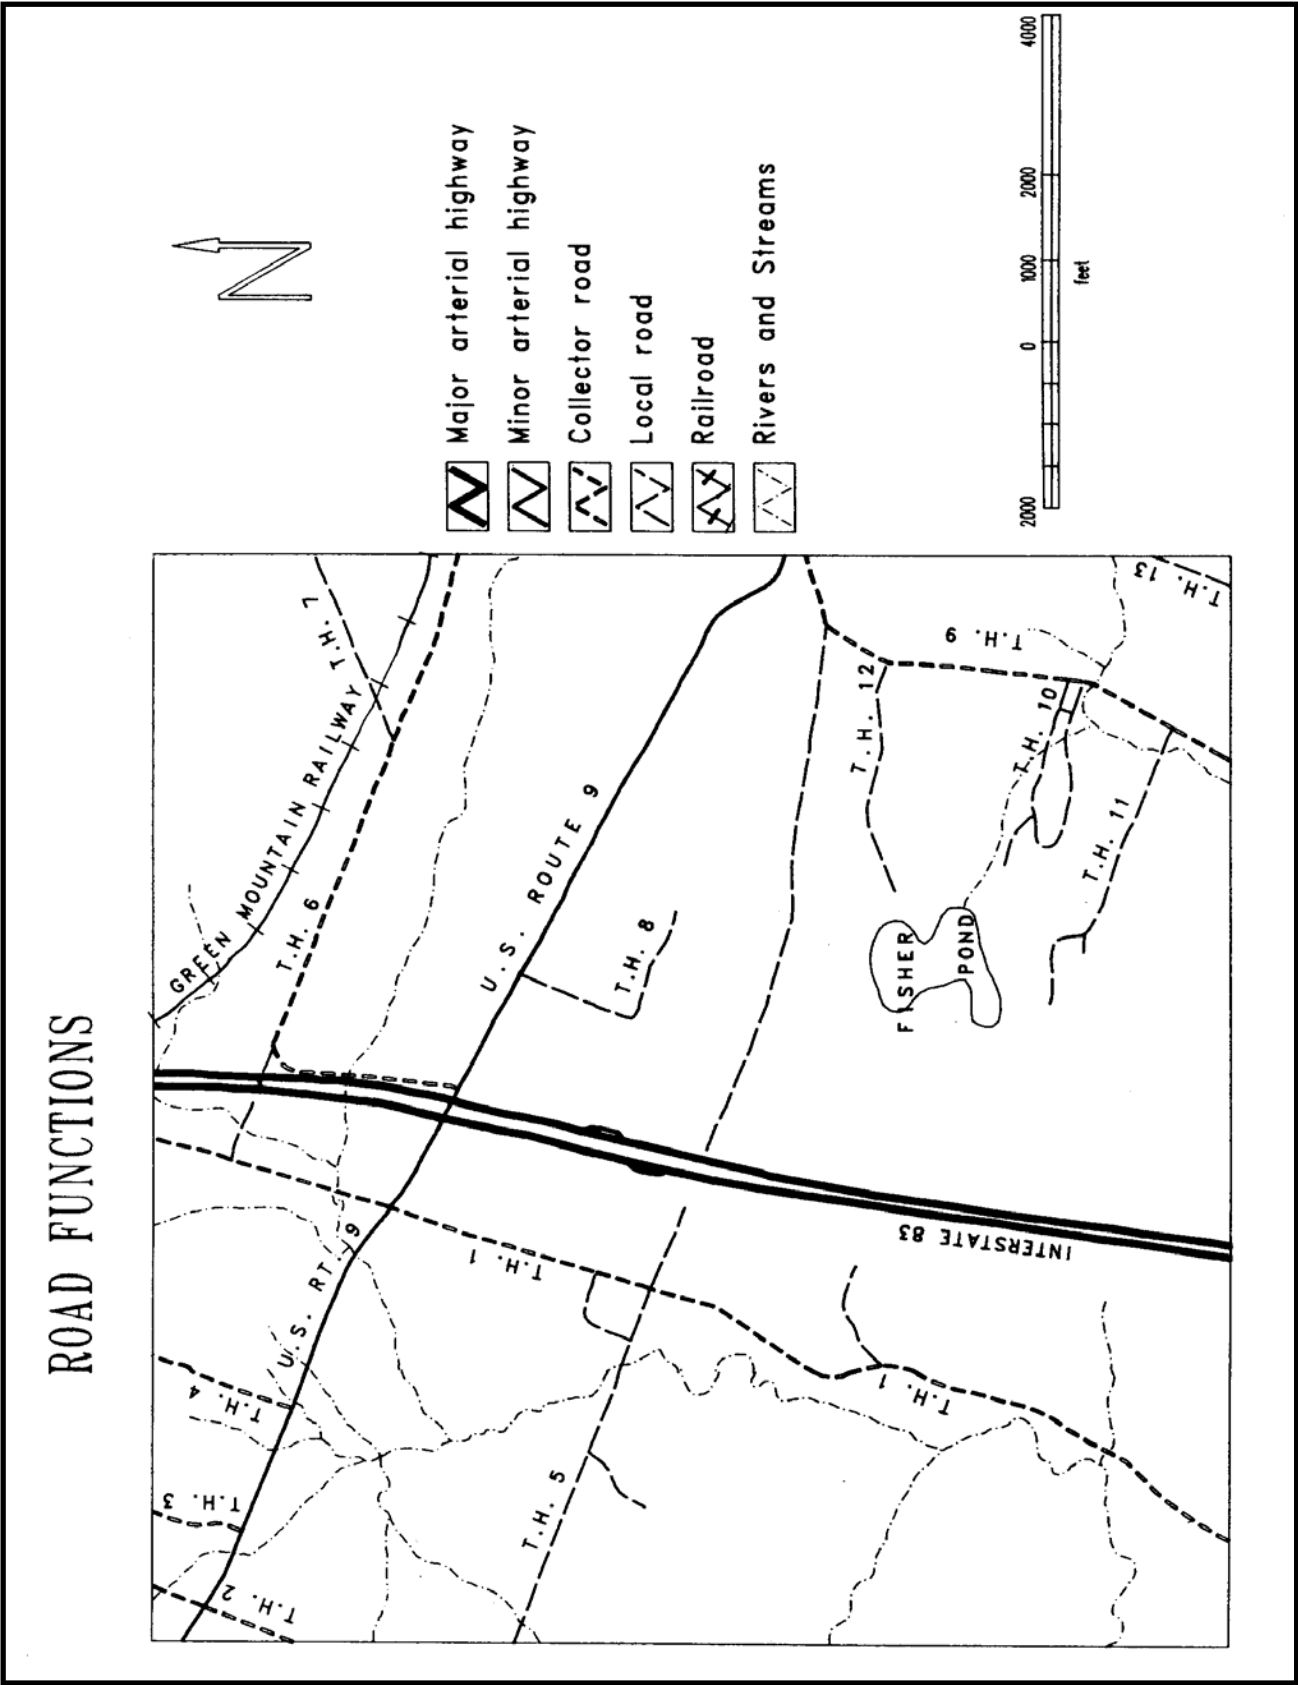 ROAD FUNCTIONS
T.H. 2
T.H. 3
T.H. 4
U.S. RT. 9
T.H. 5
T.H. 1
T.H. 1
INTERSTATE 83
GREEN MOUNTAIN RAILWAY
T.H. 6
T.H. 7
U.S. ROUTE 9
T.H. 8
FISHER
POND
T.H. 12
T.H. 9
T.H. 10
T.H. 11
T.H. 13
N
Major arterial highway
Minor arterial highway
Collector road
Local road
Railroad
Rivers and Streams
2000 0 1000 2000 4000
feet